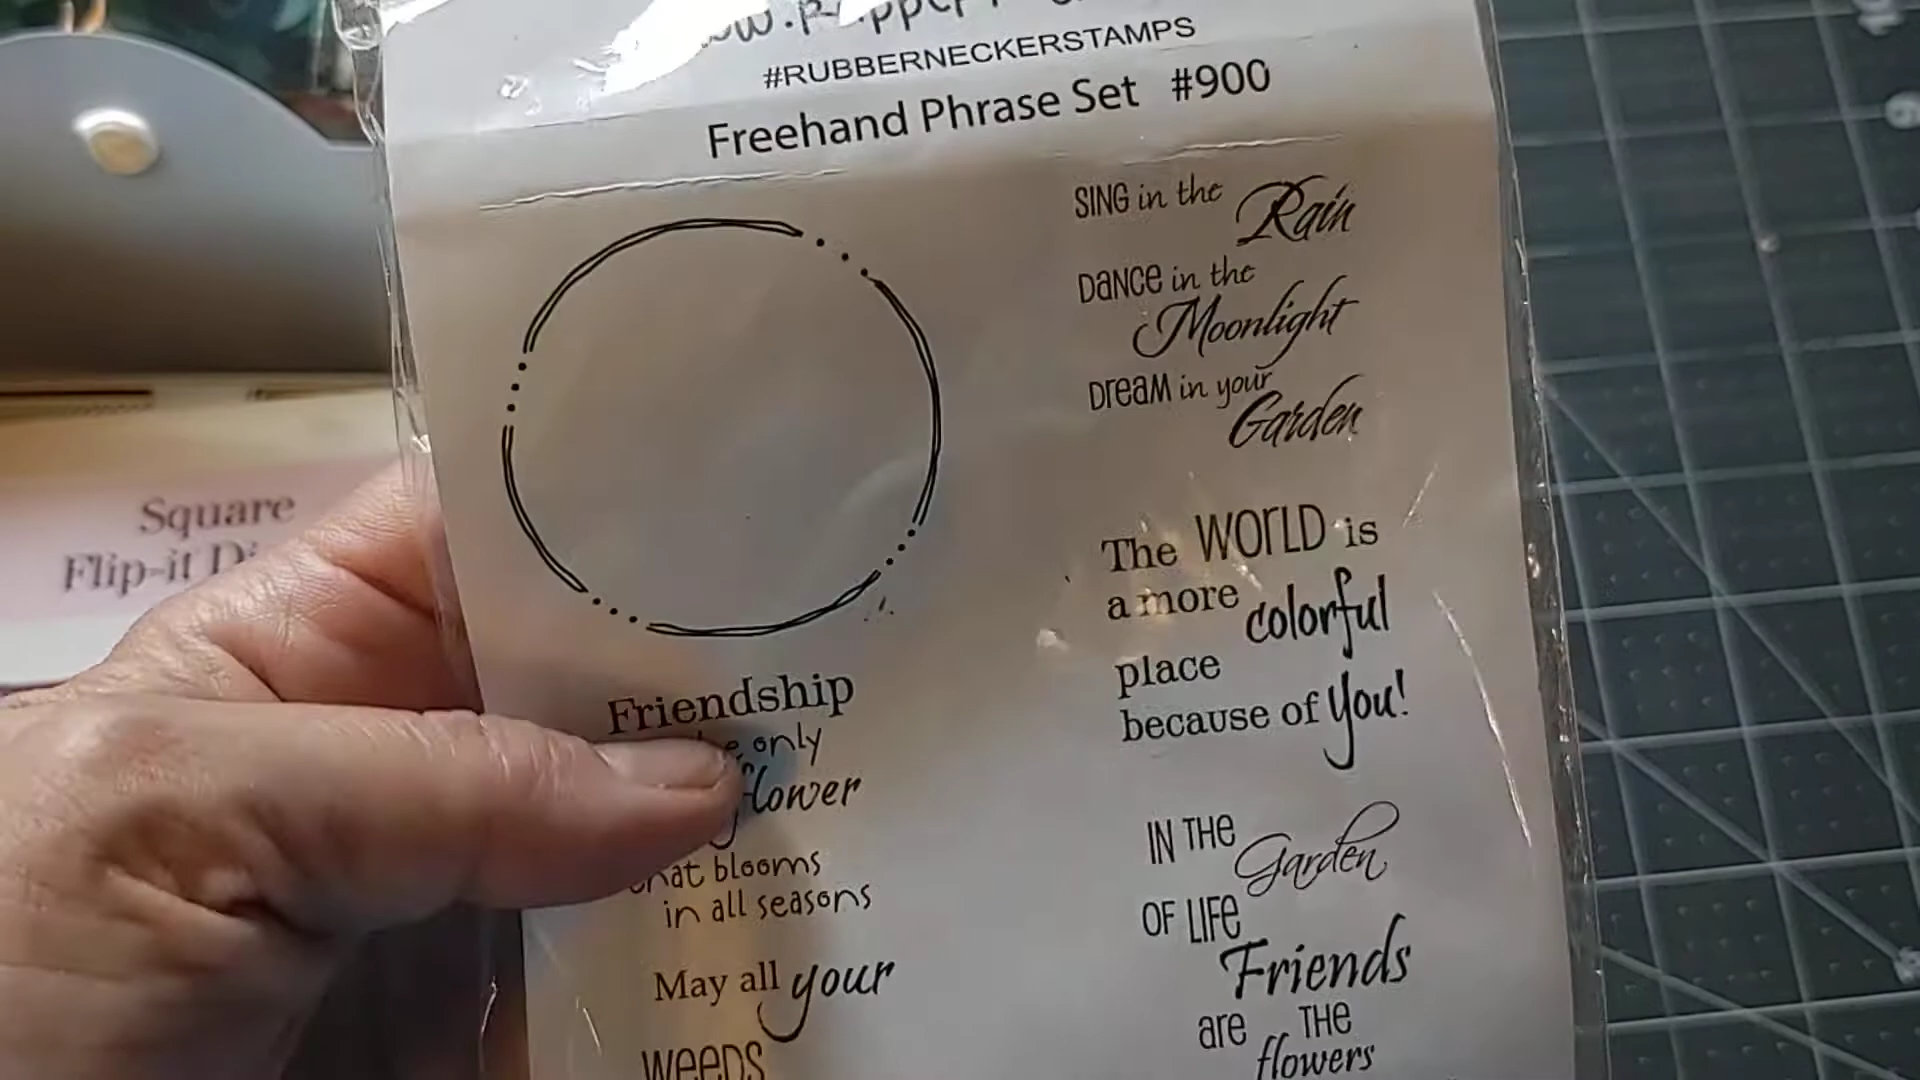 #RUBBERNECKERSTAMPS
Freehand Phrase Set #900
SING in the Rain
DANCE in the
Moonlight
DREAM in your
Garden
The WORLD is
a more colorful
place
because of you!
IN THE Garden
OF LIFE
Friends
are THE
flowers
Friendship
only
flower
that blooms
in all seasons
May all your
WEEDS
Square
Flip-it